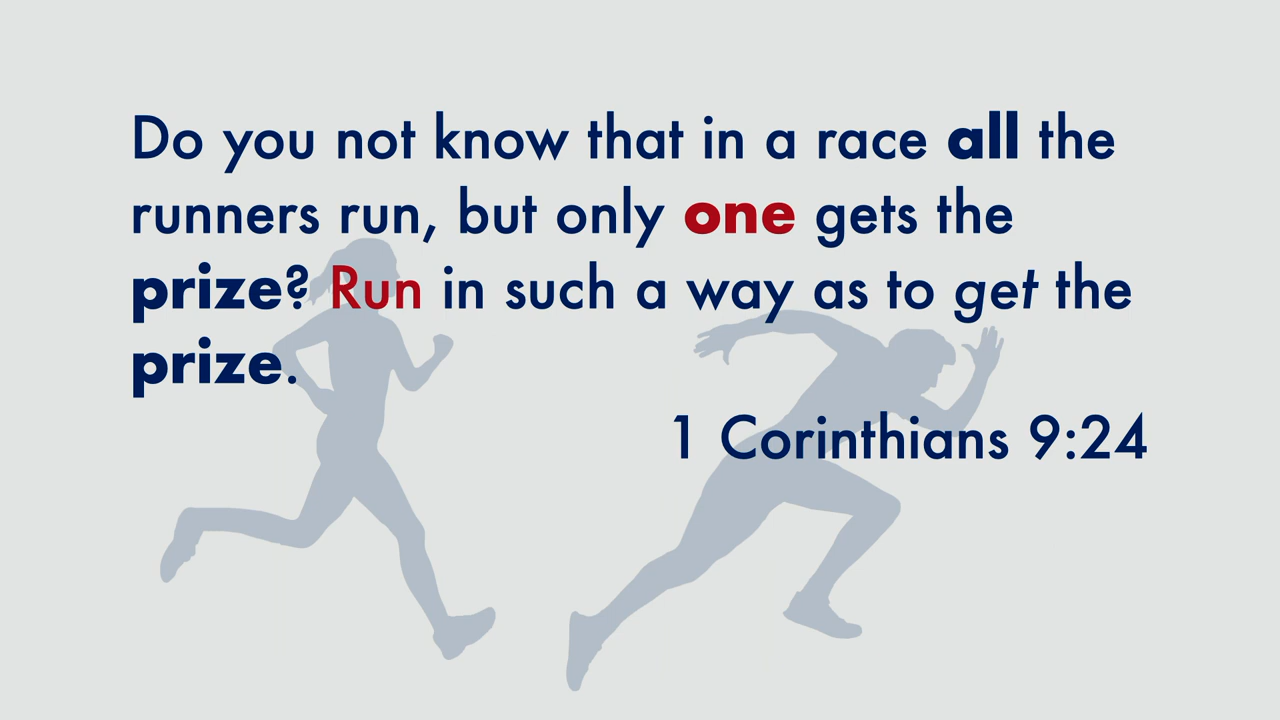 Do you not know that in a race all the
runners run, but only one gets the
prize? Run in such a way as to get the
prize.
1 Corinthians 9:24